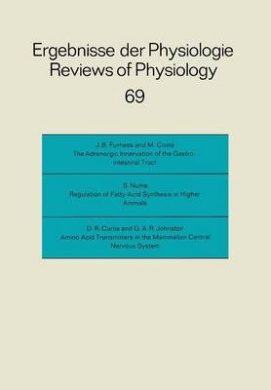 Ergebnisse der Physiologie
Reviews of Physiology
69
J.B. Furness and M. Costa
The Adrenergic Innervation of the Gastro-
intestinal Tract
S. Numa
Regulation of Fatty-Acid Synthesis in Higher
Animals
D. R. Curtis and G. A. R. Johnston
Amino Acid Transmitters in the Mammalian Central
Nervous System